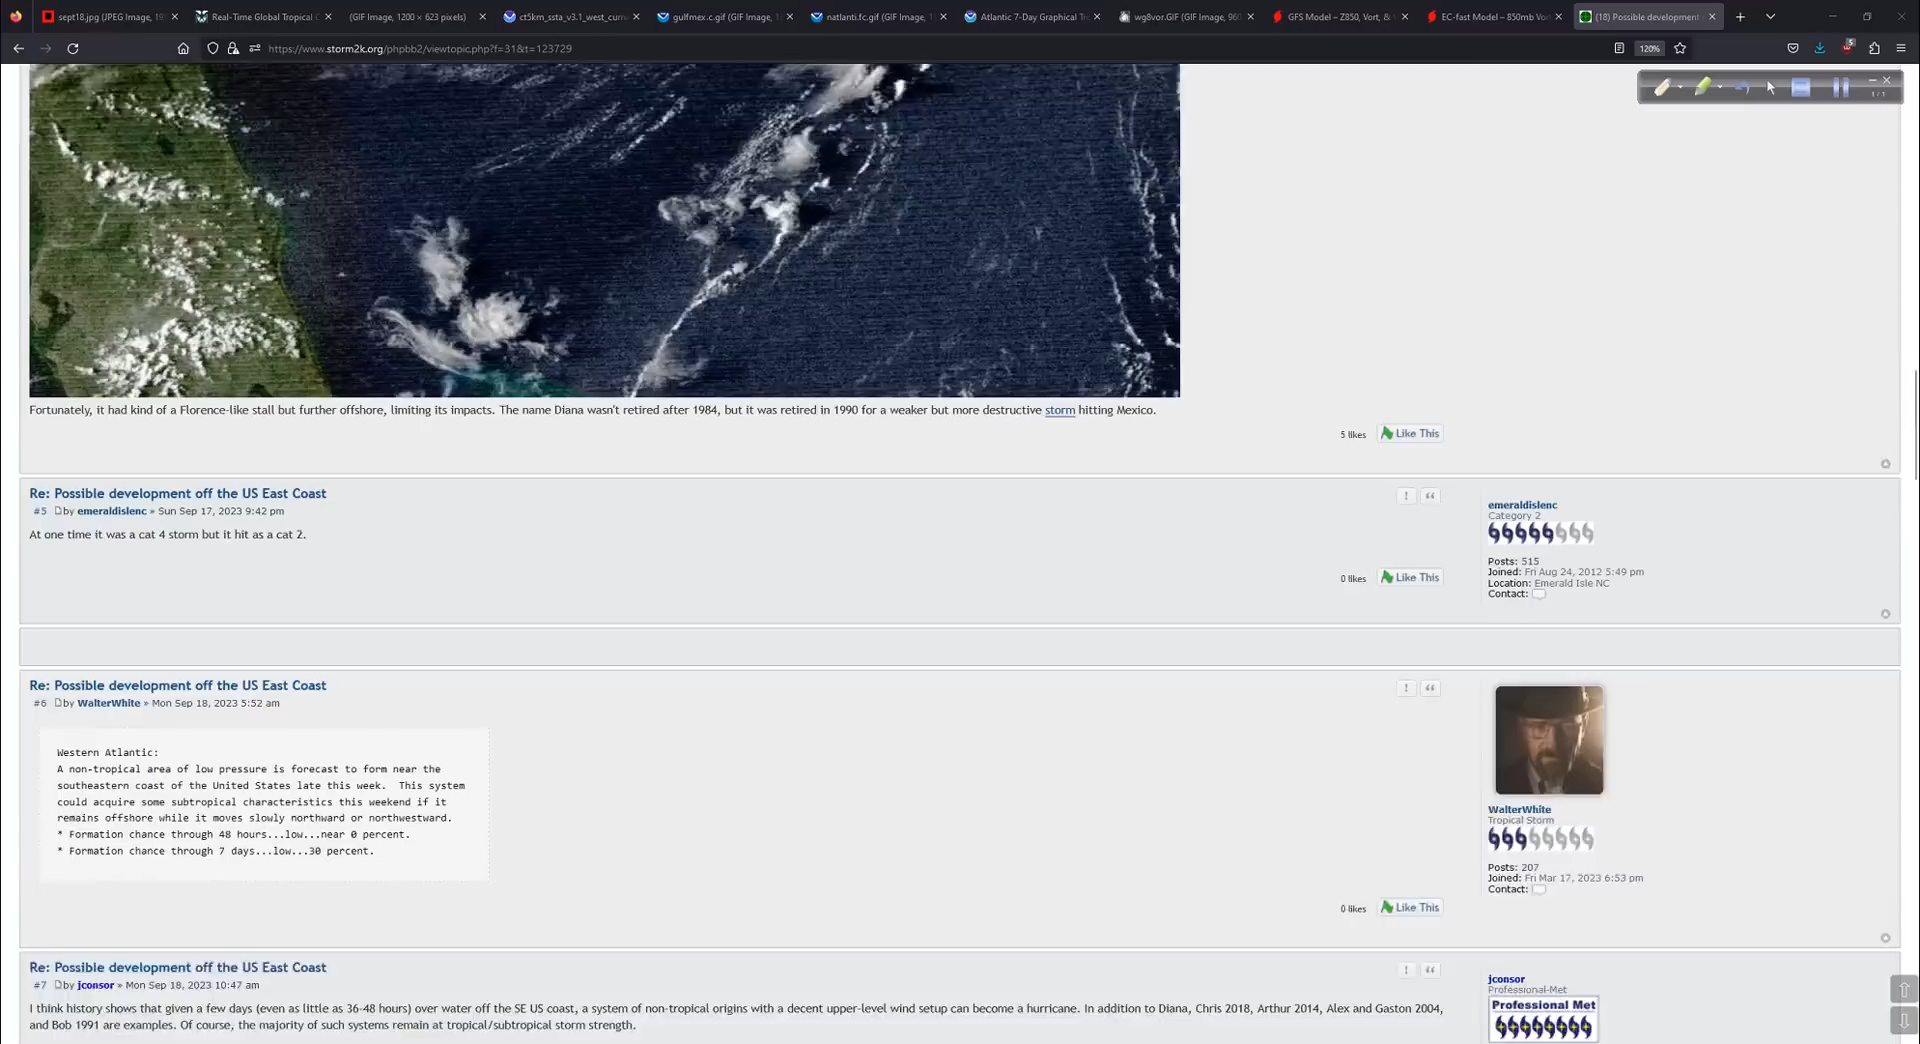 sept18.jpg (JPEG Image, 19
Real-Time Global Tropical C
(GIF Image, 1200 × 623 pixels)
ct5km_ssta_v3.1_west_curre
gulfmex.c.gif (GIF Image, 1
natlanti.fc.gif (GIF Image, 1
Atlantic 7-Day Graphical Tr
wg8vor.GIF (GIF Image, 960
GFS Model – Z850, Vort, &
EC-fast Model – 850mb Vor
(18) Possible development
https://www.storm2k.org/phpbb2/viewtopic.php?f=31&t=123729
120%
5
1 / 1
Fortunately, it had kind of a Florence-like stall but further offshore, limiting its impacts. The name Diana wasn't retired after 1984, but it was retired in 1990 for a weaker but more destructive storm hitting Mexico.
5 likes Like This
Re: Possible development off the US East Coast
#5 by emeraldislenc » Sun Sep 17, 2023 9:42 pm
At one time it was a cat 4 storm but it hit as a cat 2.
0 likes Like This
emeraldislenc
Category 2
Posts: 515
Joined: Fri Aug 24, 2012 5:49 pm
Location: Emerald Isle NC
Contact:
Re: Possible development off the US East Coast
#6 by WalterWhite » Mon Sep 18, 2023 5:52 am
Western Atlantic:
A non-tropical area of low pressure is forecast to form near the
southeastern coast of the United States late this week. This system
could acquire some subtropical characteristics this weekend if it
remains offshore while it moves slowly northward or northwestward.
* Formation chance through 48 hours...low...near 0 percent.
* Formation chance through 7 days...low...30 percent.
0 likes Like This
WalterWhite
Tropical Storm
Posts: 207
Joined: Fri Mar 17, 2023 6:53 pm
Contact:
Re: Possible development off the US East Coast
#7 by jconsor » Mon Sep 18, 2023 10:47 am
I think history shows that given a few days (even as little as 36-48 hours) over water off the SE US coast, a system of non-tropical origins with a decent upper-level wind setup can become a hurricane. In addition to Diana, Chris 2018, Arthur 2014, Alex and Gaston 2004,
and Bob 1991 are examples. Of course, the majority of such systems remain at tropical/subtropical storm strength.
jconsor
Professional-Met
Professional Met